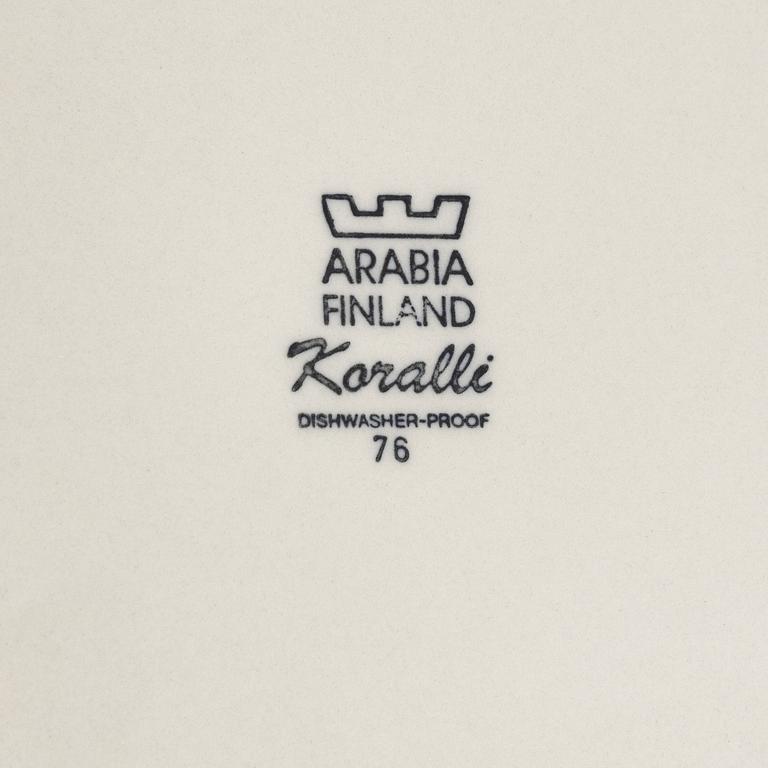 ARABIA
FINLAND
Koralli
DISHWASHER-PROOF
76